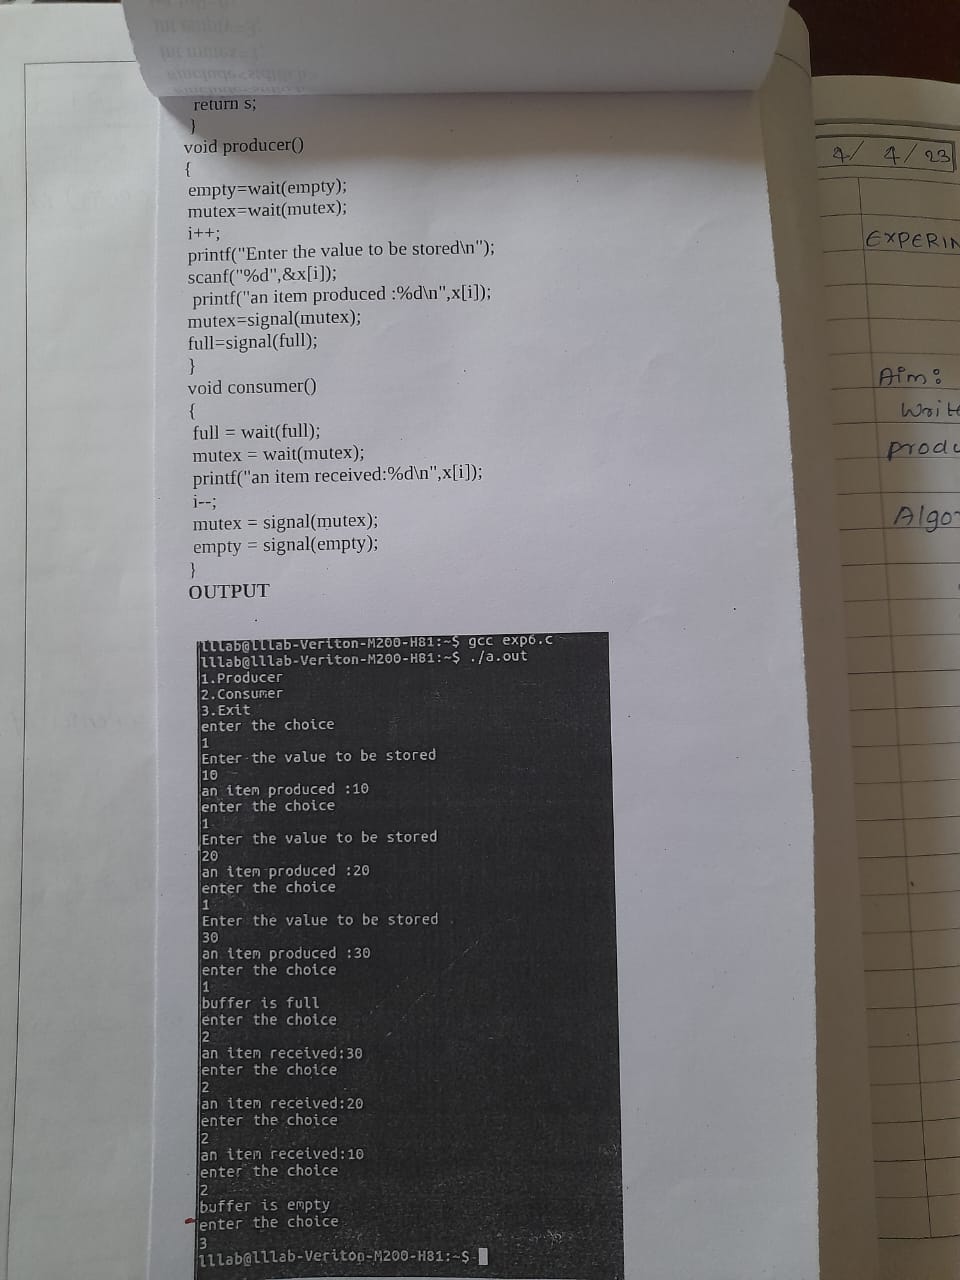 return s;
}
void producer()
{
empty=wait(empty);
mutex=wait(mutex);
i++;
printf("Enter the value to be stored\n");
scanf("%d",&x[i]);
printf("an item produced :%d\n",x[i]);
mutex=signal(mutex);
full=signal(full);
}
void consumer()
{
full = wait(full);
mutex = wait(mutex);
printf("an item received:%d\n",x[i]);
i--;
mutex = signal(mutex);
empty = signal(empty);
}
OUTPUT
lllab@lllab-Veriton-M200-H81:~$ gcc exp6.c
lllab@lllab-Veriton-M200-H81:~$ ./a.out
1.Producer
2.Consumer
3.Exit
enter the choice
1
Enter the value to be stored
10
an item produced :10
enter the choice
1
Enter the value to be stored
20
an item produced :20
enter the choice
1
Enter the value to be stored
30
an item produced :30
enter the choice
1
buffer is full
enter the choice
2
an item received:30
enter the choice
2
an item received:20
enter the choice
2
an item received:10
enter the choice
2
buffer is empty
enter the choice
3
lllab@lllab-Veriton-M200-H81:~$
4/ 4/23
EXPERIN
Aim:
Write
produ
Algo